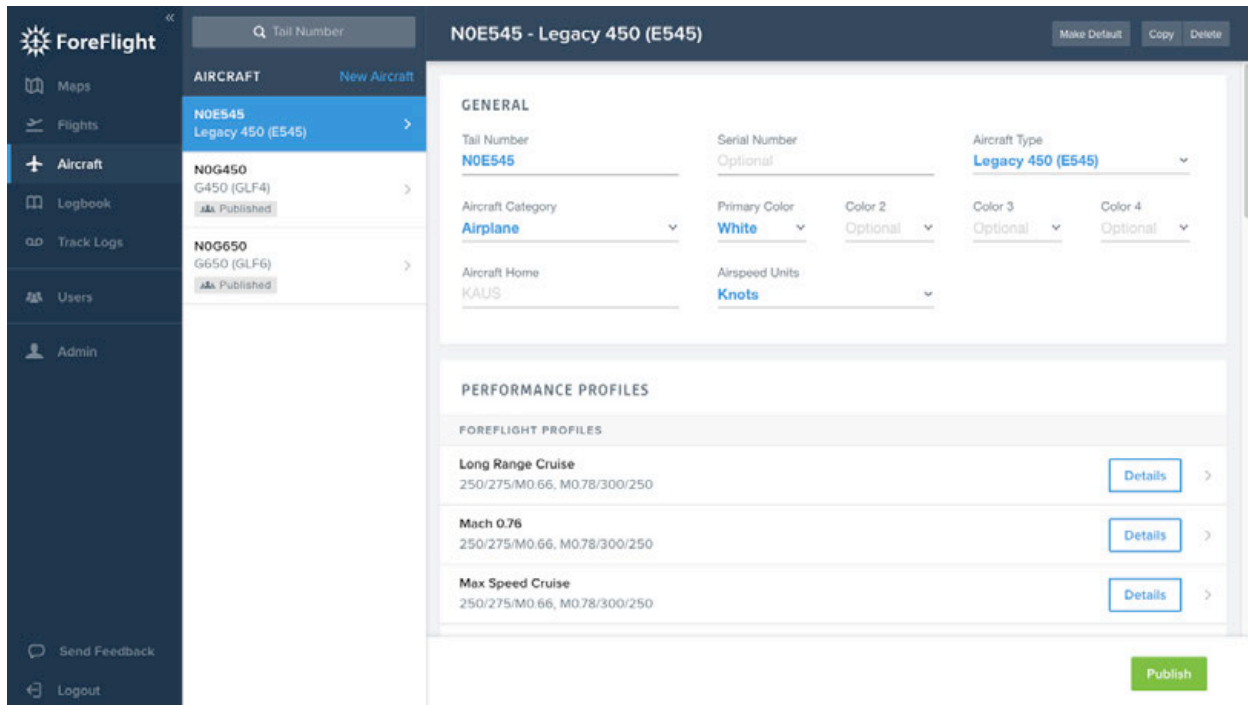 «
ForeFlight
Maps
Flights
Aircraft
Logbook
Track Logs
Users
Admin
Send Feedback
Logout
Tail Number
AIRCRAFT New Aircraft
N0E545
Legacy 450 (E545)
N0G450
G450 (GLF4)
Published
N0G650
G650 (GLF6)
Published
N0E545 - Legacy 450 (E545) Make Default Copy Delete
GENERAL
Tail Number Serial Number Aircraft Type
N0E545 Optional Legacy 450 (E545)
Aircraft Category Primary Color Color 2 Color 3 Color 4
Airplane White Optional Optional Optional
Aircraft Home Airspeed Units
KAUS Knots
PERFORMANCE PROFILES
FOREFLIGHT PROFILES
Long Range Cruise
250/275/M0.66, M0.78/300/250
Details
Mach 0.76
250/275/M0.66, M0.78/300/250
Details
Max Speed Cruise
250/275/M0.66, M0.78/300/250
Details
Publish